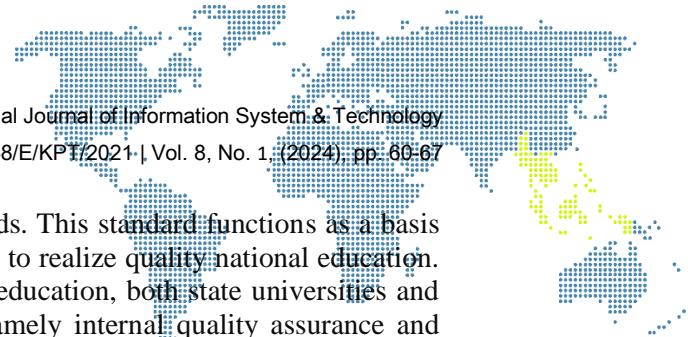 al Journal of Information System & Technology
8/E/KPT/2021 | Vol. 8, No. 1, (2024), pp. 60-67
ds. This standard functions as a basis
to realize quality national education.
education, both state universities and
amely internal quality assurance and